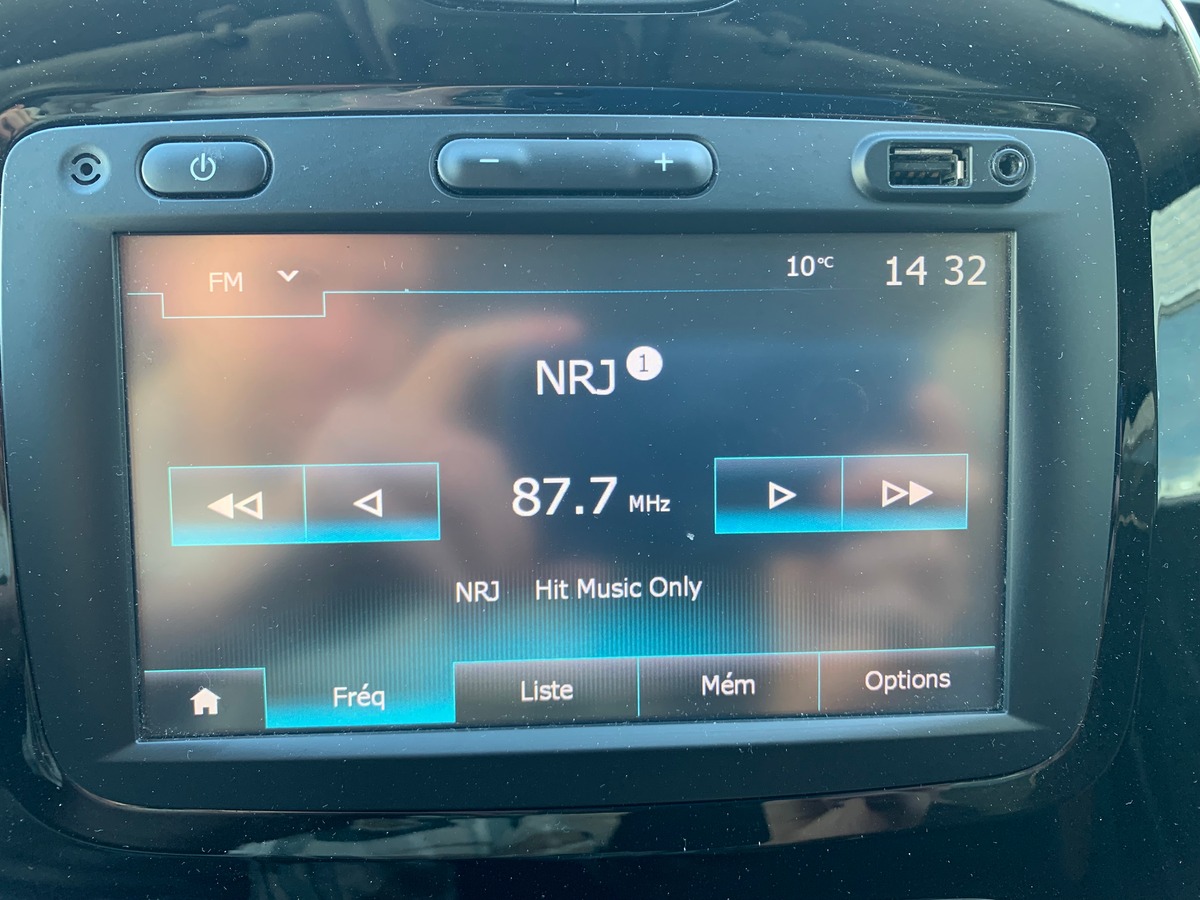 − +
FM 10°C 14 32
NRJ 1
87.7 MHz
NRJ Hit Music Only
Fréq Liste Mém Options